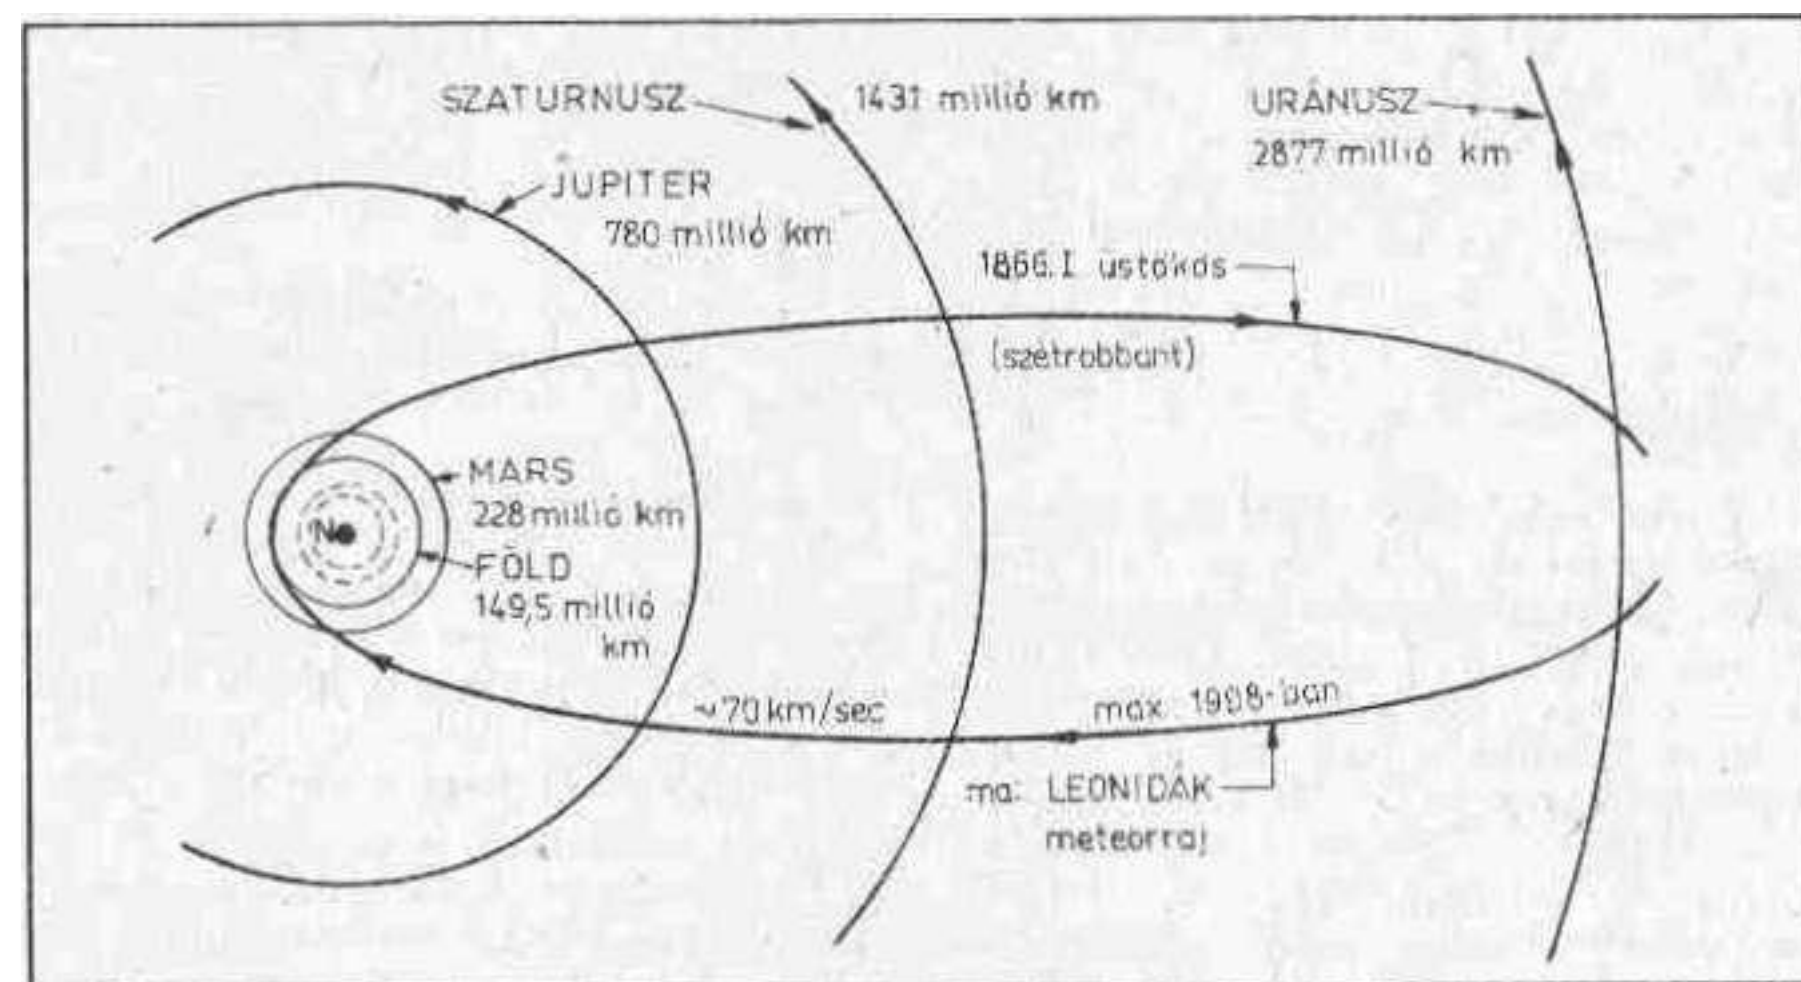 SZATURNUSZ
1431 millió km
URÁNUSZ
2877 millió km
JUPITER
780 millió km
1866. I. üstökös
(szétrobbant)
MARS
228 millió km
N
FÖLD
149,5 millió
km
~70 km/sec
max. 1998-ban
ma: LEONIDÁK
meteorraj